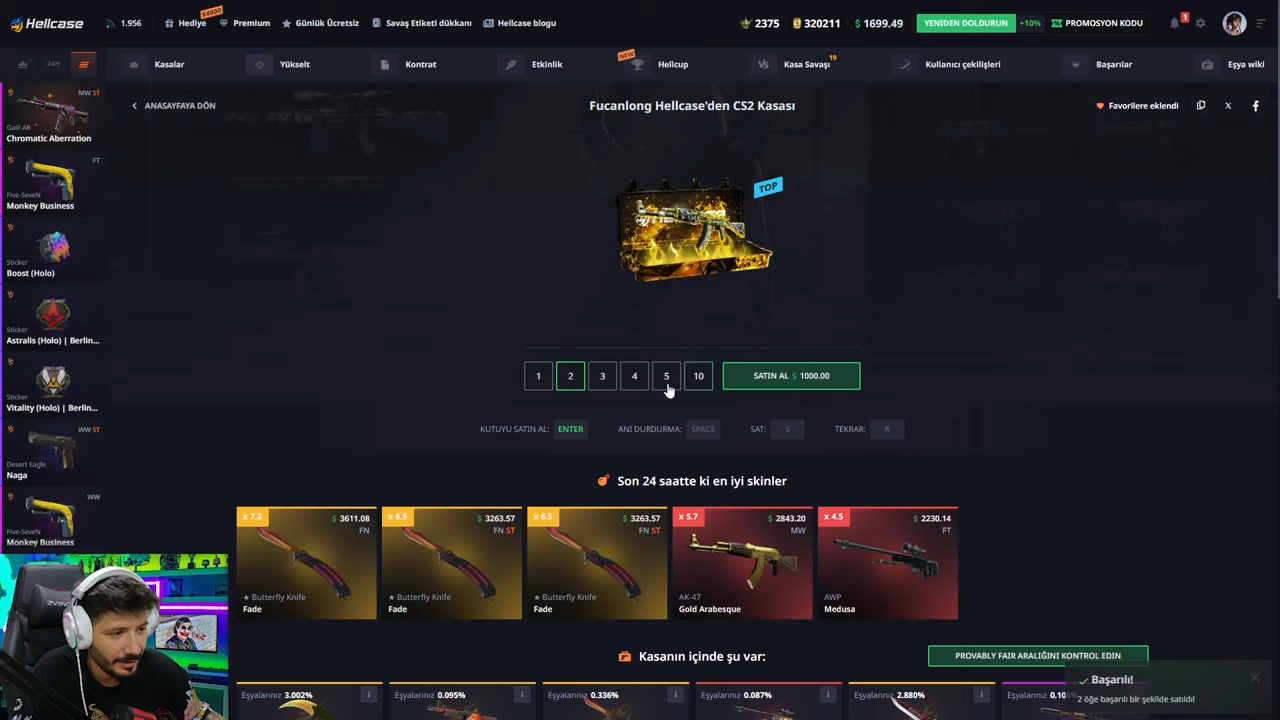 Hellcase
1.956
Hediye
$4000
Premium
Günlük Ücretsiz
Savaş Etiketi dükkanı
Hellcase blogu
2375
320211
$ 1699.49
YENİDEN DOLDURUN
+10%
PROMOSYON KODU
1
24H
Kasalar
Yükselt
Kontrat
Etkinlik
NEW
Hellcup
VS
Kasa Savaşı
19
Kullanıcı çekilişleri
Başarılar
Eşya wiki
MW ST
Galil AR
Chromatic Aberration
FT
Five-SeveN
Monkey Business
Sticker
Boost (Holo)
Sticker
Astralis (Holo) | Berlin...
Sticker
Vitality (Holo) | Berlin...
WW ST
Desert Eagle
Naga
WW
Five-SeveN
Monkey Business
ANASAYFAYA DÖN
Fucanlong Hellcase'den CS2 Kasası
Favorilere eklendi
TOP
1
2
3
4
5
10
SATIN AL $ 1000.00
KUTUYU SATIN AL: ENTER
ANI DURDURMA: SPACE
SAT: S
TEKRAR: R
Son 24 saatte ki en iyi skinler
x 7.2
$ 3611.08
FN
★ Butterfly Knife
Fade
x 6.5
$ 3263.57
FN ST
★ Butterfly Knife
Fade
x 6.5
$ 3263.57
FN ST
★ Butterfly Knife
Fade
x 5.7
$ 2843.20
MW
AK-47
Gold Arabesque
x 4.5
$ 2230.14
FT
AWP
Medusa
Kasanın içinde şu var:
PROVABLY FAIR ARALIĞINI KONTROL EDIN
Eşyalarınız 3.002%
Eşyalarınız 0.095%
Eşyalarınız 0.336%
Eşyalarınız 0.087%
Eşyalarınız 2.880%
Eşyalarınız
Başarılı!
2 öğe başarılı bir şekilde satıldı!